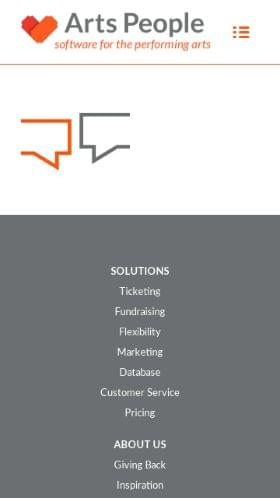 Arts People
software for the performing arts
SOLUTIONS
Ticketing
Fundraising
Flexibility
Marketing
Database
Customer Service
Pricing
ABOUT US
Giving Back
Inspiration